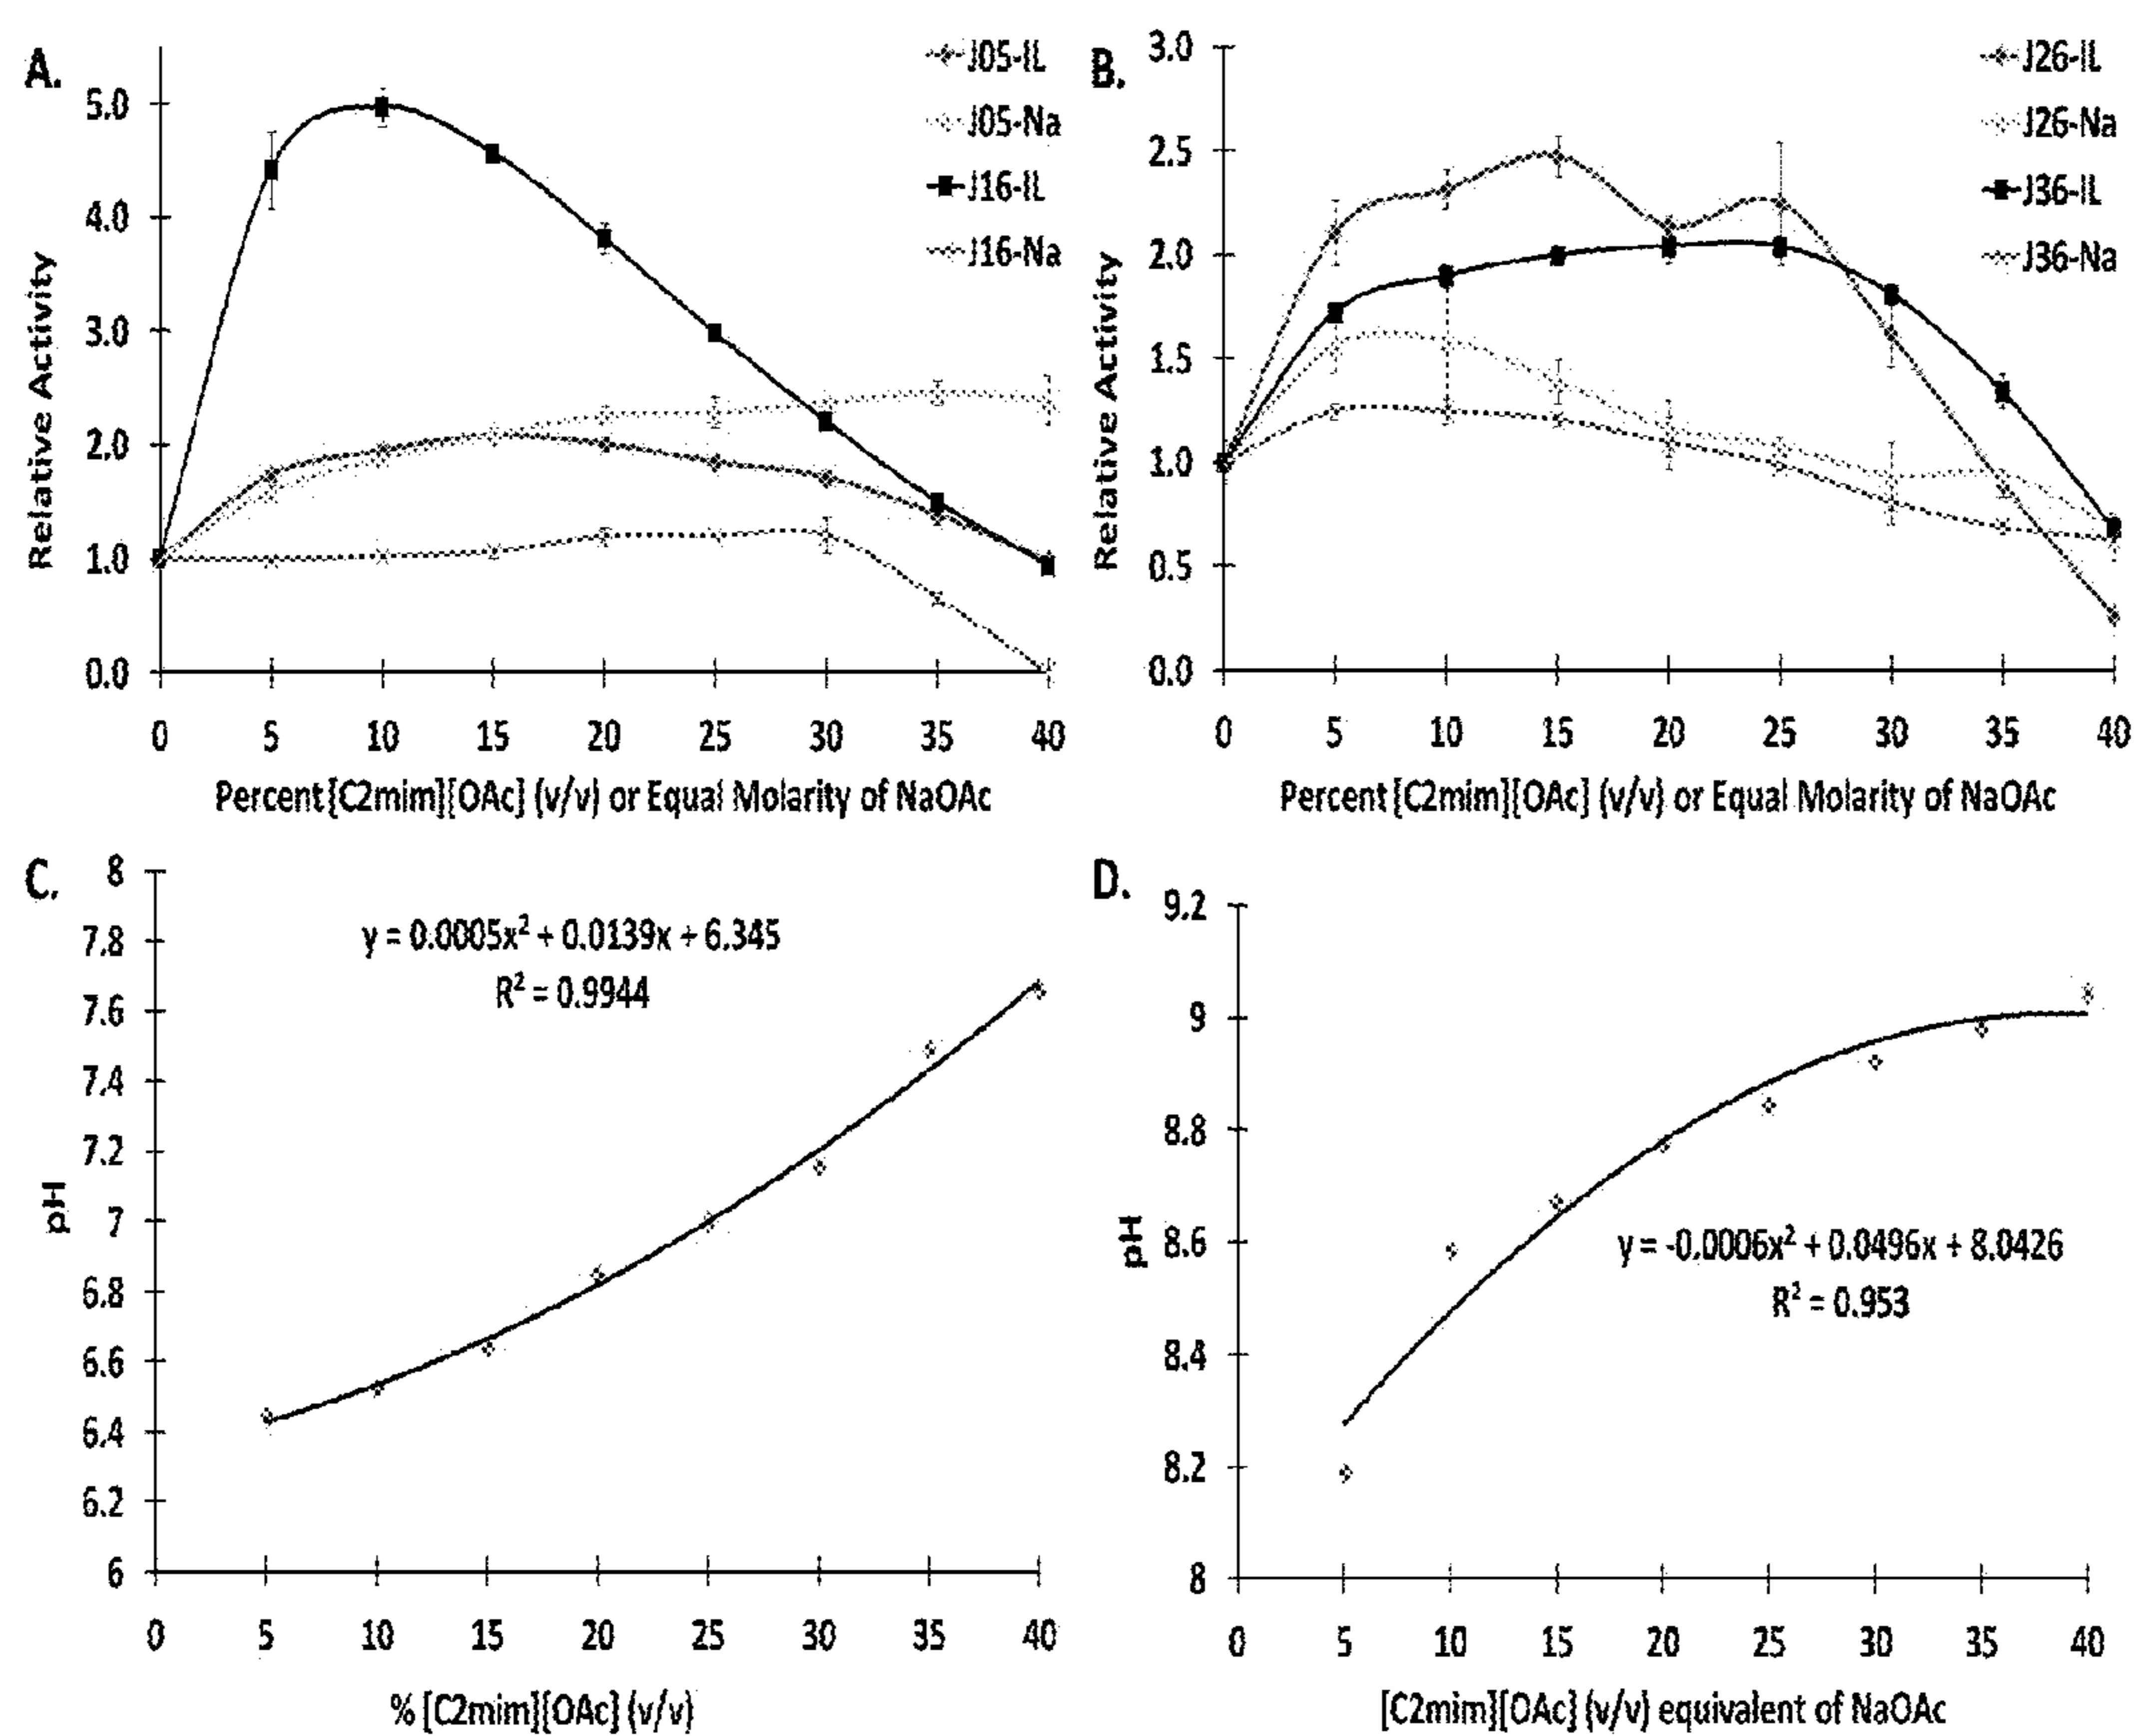 A.
J05-IL
J05-Na
J16-IL
J16-Na
5.0
4.0
3.0
2.0
1.0
0.0
Relative Activity
0 5 10 15 20 25 30 35 40
Percent [C2mim][OAc] (v/v) or Equal Molarity of NaOAc
B.
J26-IL
J26-Na
J36-IL
J36-Na
3.0
2.5
2.0
1.5
1.0
0.5
0.0
Relative Activity
0 5 10 15 20 25 30 35 40
Percent [C2mim][OAc] (v/v) or Equal Molarity of NaOAc
C.
y = 0.0005x² + 0.0139x + 6.345
R² = 0.9944
8
7.8
7.6
7.4
7.2
7
6.8
6.6
6.4
6.2
6
pH
0 5 10 15 20 25 30 35 40
% [C2mim][OAc] (v/v)
D.
9.2
9
8.8
8.6
8.4
8.2
8
pH
y = -0.0006x² + 0.0496x + 8.0426
R² = 0.953
0 5 10 15 20 25 30 35 40
[C2mim][OAc] (v/v) equivalent of NaOAc